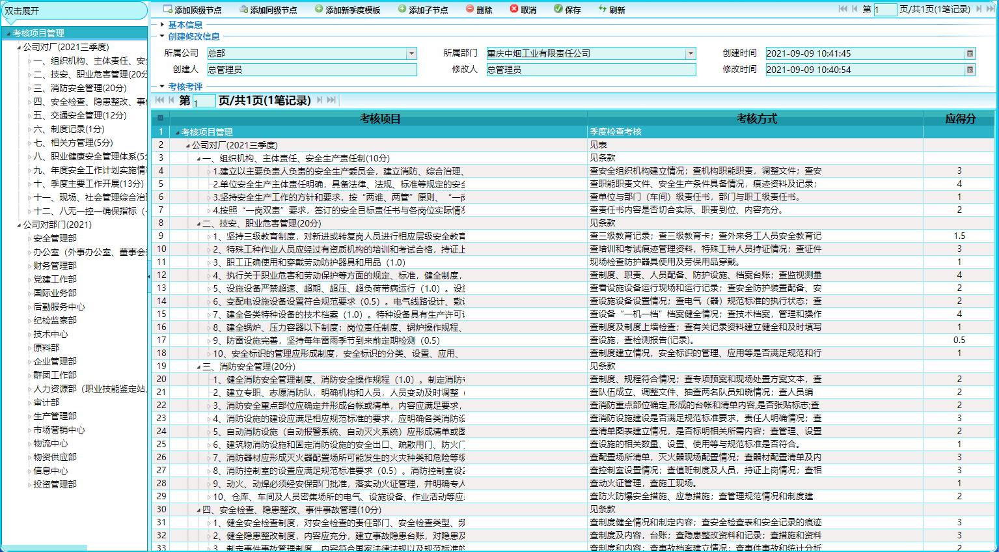 双击展开
添加顶级节点 添加同级节点 添加新季度模板 添加子节点 删除 取消 保存 刷新 第 1 页/共1页(1笔记录)
考核项目管理
公司对厂(2021三季度)
一、组织机构、主体责任、安
二、技安、职业危害管理(20分
三、消防安全管理(20分)
四、安全检查、隐患整改、事
五、交通安全管理(12分)
六、制度记录(1分)
七、相关方管理(5分)
八、职业健康安全管理体系(5
九、年度安全工作计划实施情
十、季度主要工作开展(13分)
十一、现场、社会管理综合治
十二、八无一控一确保指标（
公司对部门(2021)
安全管理部
办公室（外事办公室、董事会
财务管理部
党建工作部
国际业务部
后勤服务中心
纪检监察部
技术中心
原料部
企业管理部
群团工作部
人力资源部（职业技能鉴定站、
审计部
生产管理部
市场营销中心
物流中心
物资供应部
信息中心
投资管理部
基本信息
创建修改信息
所属公司 总部 所属部门 重庆中烟工业有限责任公司 创建时间 2021-09-09 10:41:45
创建人 总管理员 修改人 总管理员 修改时间 2021-09-09 10:40:54
考核考评
第 1 页/共1页(1笔记录)
考核项目 考核方式 应得分
1 考核项目管理 季度检查考核
2 公司对厂(2021三季度) 见表
3 一、组织机构、主体责任、安全生产责任制(10分) 见条款
4 1.建立以主要负责人负责的安全生产委员会，建立消防、综合治理、 查安全组织机构建立情况；查机构职能职责，调整文件；查安 3
5 2.单位安全生产主体责任明确，具备法律、法规、标准等规定的安全 查职能职责文件、安全生产条件具备情况，痕迹资料及记录； 4
6 3.坚持安全生产工作的方针和要求，按“两谁、两管”原则、“一岗 查单位与部门（车间）级责任书，部门与职工级责任书。 1
7 4.按照“一岗双责”要求，签订的安全目标责任书与各岗位实际情况 查责任书内容是否切合实际、职责到位、内容充分。 2
8 二、技安、职业危害管理(20分) 见条款
9 1、坚持三级教育制度，对新进或转复岗人员进行相应层级安全教育 查三级教育记录；查三级教育卡；查外来务工人员安全教育记 1.5
10 2、特殊工种作业人员应经过有资质机构的培训和考试合格，持证上 查培训和考试痕迹管理资料，特殊工种人员持证情况；查证件 3
11 3、职工正确使用和穿戴劳动防护器具和用品（1.0） 现场检查防护器具使用及劳保用品穿戴。 1
12 4、执行关于职业危害和劳动保护等方面的规定、标准，健全制度， 查制度、职责、人员配备、防护设施、档案台账；查监视测量 4
13 5、设施设备严禁超速、超期、超压、超负荷带病运行（1.0）。设 查看设施设备运行现场和运行记录；查安全防护装置配备、安 2
14 6、变配电设施设备设置符合规范要求（0.5）。电气线路设计、敷 查设施设备设置情况；查电气（器）规范标准的执行状态；查 2
15 7、建全各类特种设备的技术档案（1.0）。特种设备具有生产许可 查设备“一机一档”档案健全情况；查技术档案，管理和操作 4
16 8、建全锅炉、压力容器以下制度：岗位责任制度、锅炉操作规程、 查制度及制度上墙检查；查有关记录资料建立健全和及时填写 1
17 9、防雷设施完善，坚持每年雷雨季节到来前定期检测（0.5） 查设施，查检测报告(记录)。 0.5
18 10、安全标识的管理应形成制度，安全标识的分类、设置、应用、 查制度建立情况，安全标识的管理、应用等是否满足规范和行 1
19 三、消防安全管理(20分) 见条款
20 1、健全消防安全管理制度、消防安全操作规程（1.0）。制定消防 查制度、规程符合情况；查专项预案和现场处置方案文本，查 2
21 2、建立专职、志愿消防队，明确机构和人员，人员变动及时调整（ 查队伍成立、调整文件、抽查两名队员知晓情况；查人员编 2
22 3、消防安全重点部位应确定并形成台帐或清单，内容应满足要求， 查消防重点部位确定,形成的台帐和清单内容,是否张贴标志;查 2
23 4、消防设施的建设应满足相应规范标准的要求，应明确各类消防设 查消防设施建设是否满足规范标准要求，责任人明确情况；查 3
24 5、自动消防设施（自动报警系统、自动灭火系统）应形成清单或图 查清单图表建立情况，是否标明相关所需内容；查管理、设置 2
25 6、建筑物消防设施和固定消防设施的安全出口、疏散用门、防火门 查设施的相关数量、设置、使用等与规范标准是否符合。 1
26 7、消防器材应形成灭火器配置场所可能发生的火灾种类和危险等级 查配置场所清单，灭火器现场配置情况；查器材配置清单及内 3
27 8、消防控制室的设置应满足规范标准要求（0.5）。消防控制室设 查控制室设置情况；查值班制度及人员，持证上岗情况；查相 3
28 9、动火、动焊必须经安保部门批准，落实动火证管理，并明确专人 查动火证管理，查施工现场。 1
29 10、仓库、车间及人员密集场所的电气、设施设备、作业活动等应 查防火防爆安全措施、应急措施；查管理规范情况和制度建 2
30 四、安全检查、隐患整改、事件事故管理(10分) 见条款
31 1、健全安全检查制度，对安全检查的责任部门、安全检查类型、频 查制度健全情况和制定内容；查安全检查表和安全记录的痕迹 3
32 2、健全隐患整改制度，内容应充分，建立事故隐患台账，对隐患及 查制度及内容，台账；查隐患整改资料和记录；查措施和资料 3
33 3、制定事件事故管理制度，内容符合国家法律法规以及规范标准的 查制度和内容；查事故档案建立情况；查事件事故和统计分析 2